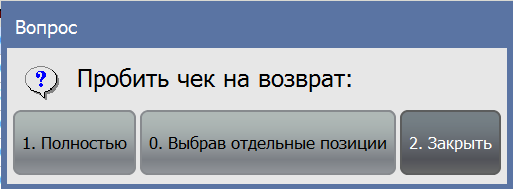 Вопрос
Пробить чек на возврат:
1. Полностью
0. Выбрав отдельные позиции
2. Закрыть